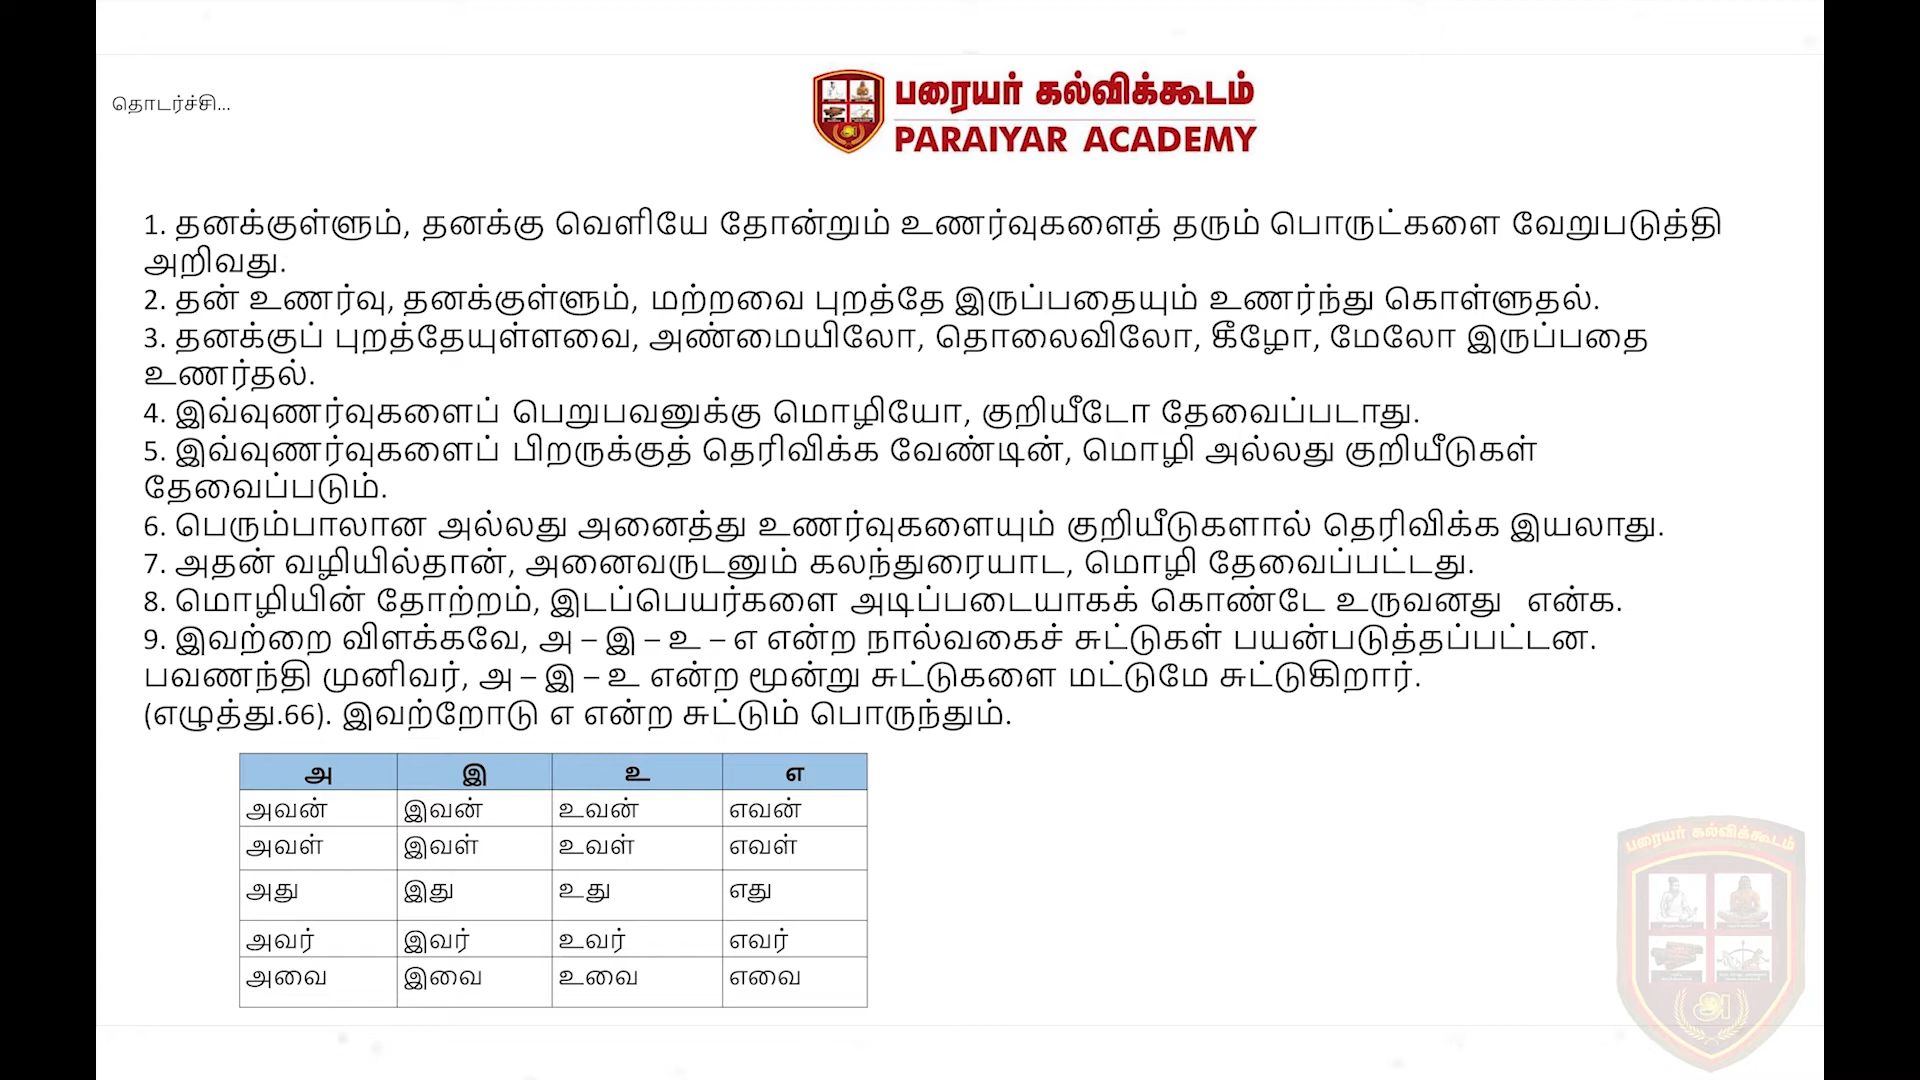 தொடர்ச்சி...
பரையர் கல்விக்கூடம்
PARAIYAR ACADEMY
1. தனக்குள்ளும், தனக்கு வெளியே தோன்றும் உணர்வுகளைத் தரும் பொருட்களை வேறுபடுத்தி
அறிவது.
2. தன் உணர்வு, தனக்குள்ளும், மற்றவை புறத்தே இருப்பதையும் உணர்ந்து கொள்ளுதல்.
3. தனக்குப் புறத்தேயுள்ளவை, அண்மையிலோ, தொலைவிலோ, கீழோ, மேலோ இருப்பதை
உணர்தல்.
4. இவ்வுணர்வுகளைப் பெறுபவனுக்கு மொழியோ, குறியீடோ தேவைப்படாது.
5. இவ்வுணர்வுகளைப் பிறருக்குத் தெரிவிக்க வேண்டின், மொழி அல்லது குறியீடுகள்
தேவைப்படும்.
6. பெரும்பாலான அல்லது அனைத்து உணர்வுகளையும் குறியீடுகளால் தெரிவிக்க இயலாது.
7. அதன் வழியில்தான், அனைவருடனும் கலந்துரையாட, மொழி தேவைப்பட்டது.
8. மொழியின் தோற்றம், இடப்பெயர்களை அடிப்படையாகக் கொண்டே உருவனது என்க.
9. இவற்றை விளக்கவே, அ – இ – உ – எ என்ற நால்வகைச் சுட்டுகள் பயன்படுத்தப்பட்டன.
பவணந்தி முனிவர், அ – இ – உ என்ற மூன்று சுட்டுகளை மட்டுமே சுட்டுகிறார்.
(எழுத்து.66). இவற்றோடு எ என்ற சுட்டும் பொருந்தும்.
அ இ உ எ
அவன் இவன் உவன் எவன்
அவள் இவள் உவள் எவள்
அது இது உது எது
அவர் இவர் உவர் எவர்
அவை இவை உவை எவை
பரையர் கல்விக்கூடம்
அ